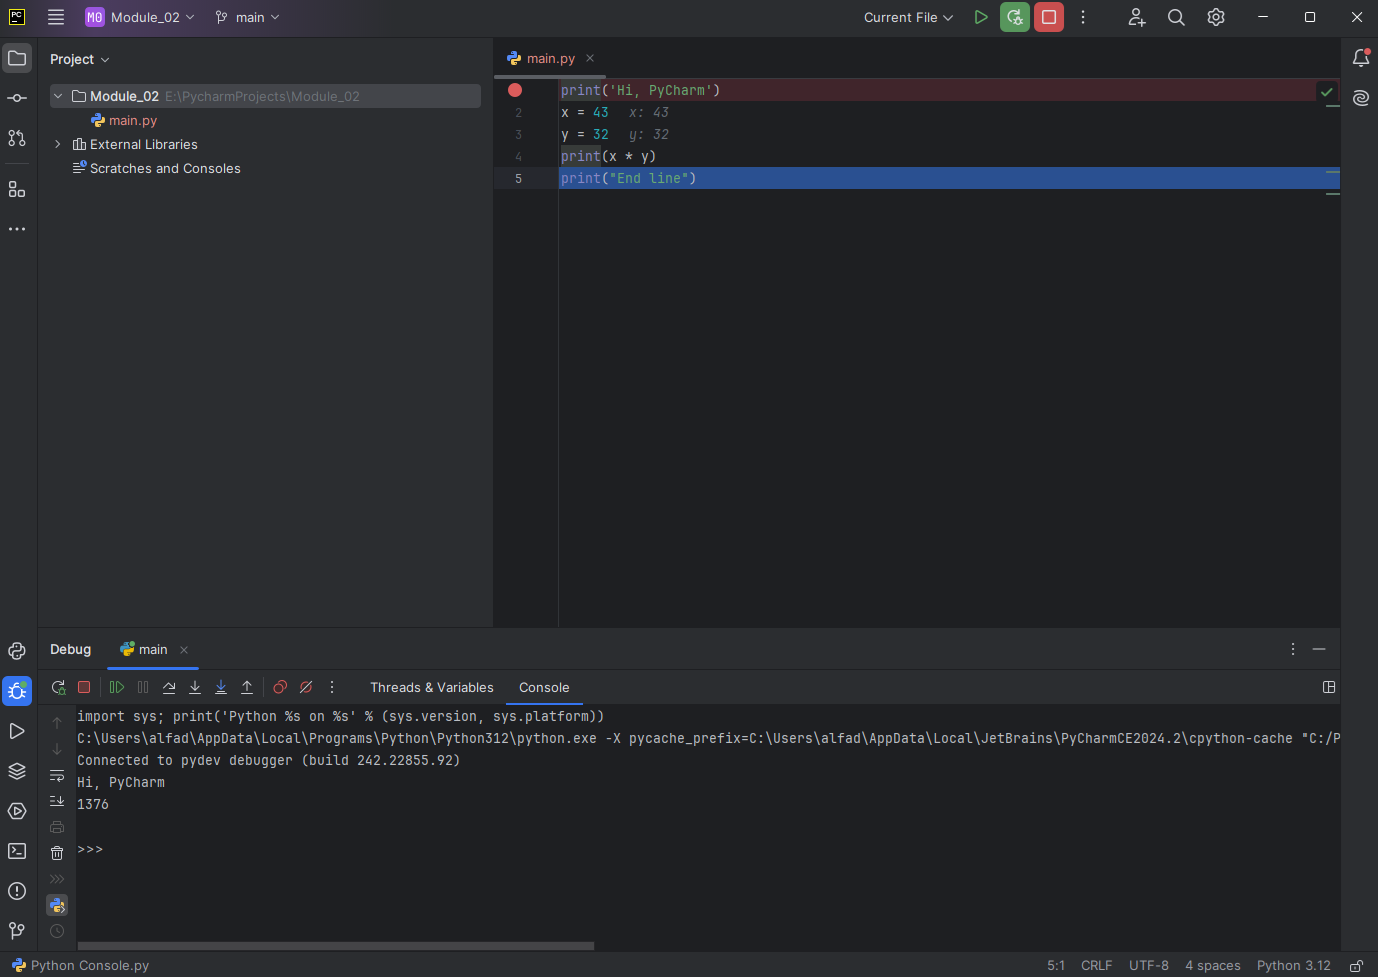 PC
M0 Module_02 main Current File
Project
Module_02 E:\PycharmProjects\Module_02
main.py
External Libraries
Scratches and Consoles
main.py
print('Hi, PyCharm')
2 x = 43 x: 43
3 y = 32 y: 32
4 print(x * y)
5 print("End line")
Debug main
Threads & Variables Console
import sys; print('Python %s on %s' % (sys.version, sys.platform))
C:\Users\alfad\AppData\Local\Programs\Python\Python312\python.exe -X pycache_prefix=C:\Users\alfad\AppData\Local\JetBrains\PyCharmCE2024.2\cpython-cache "C:/P
Connected to pydev debugger (build 242.22855.92)
Hi, PyCharm
1376
>>>
Python Console.py 5:1 CRLF UTF-8 4 spaces Python 3.12